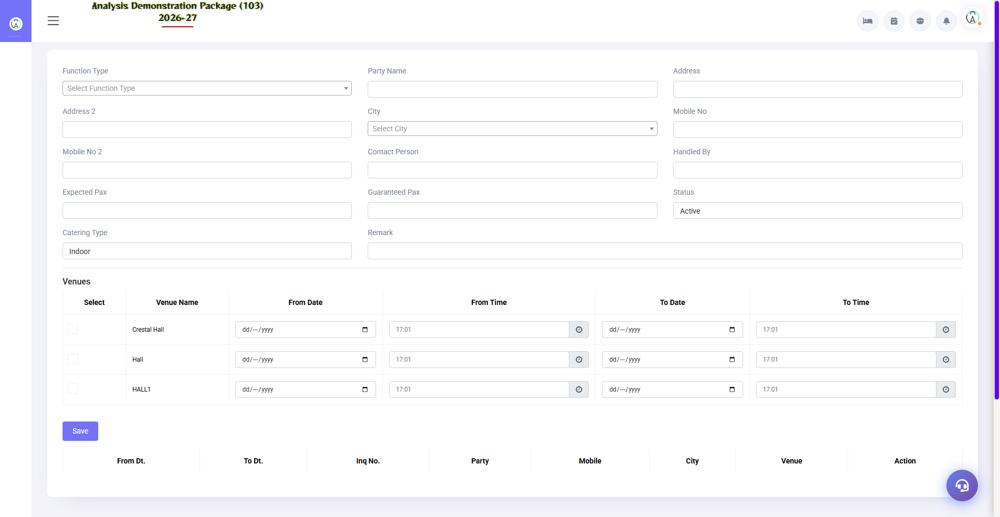 Analysis Demonstration Package (103)
2026-27
Function Type
Party Name
Address
Select Function Type
Address 2
City
Mobile No
Select City
Mobile No 2
Contact Person
Handled By
Expected Pax
Guaranteed Pax
Status
Active
Catering Type
Remark
Indoor
Venues
Select Venue Name From Date From Time To Date To Time
Crestal Hall dd/---/yyyy 17:01 dd/---/yyyy 17:01
Hall dd/---/yyyy 17:01 dd/---/yyyy 17:01
HALL1 dd/---/yyyy 17:01 dd/---/yyyy 17:01
Save
From Dt. To Dt. Inq No. Party Mobile City Venue Action